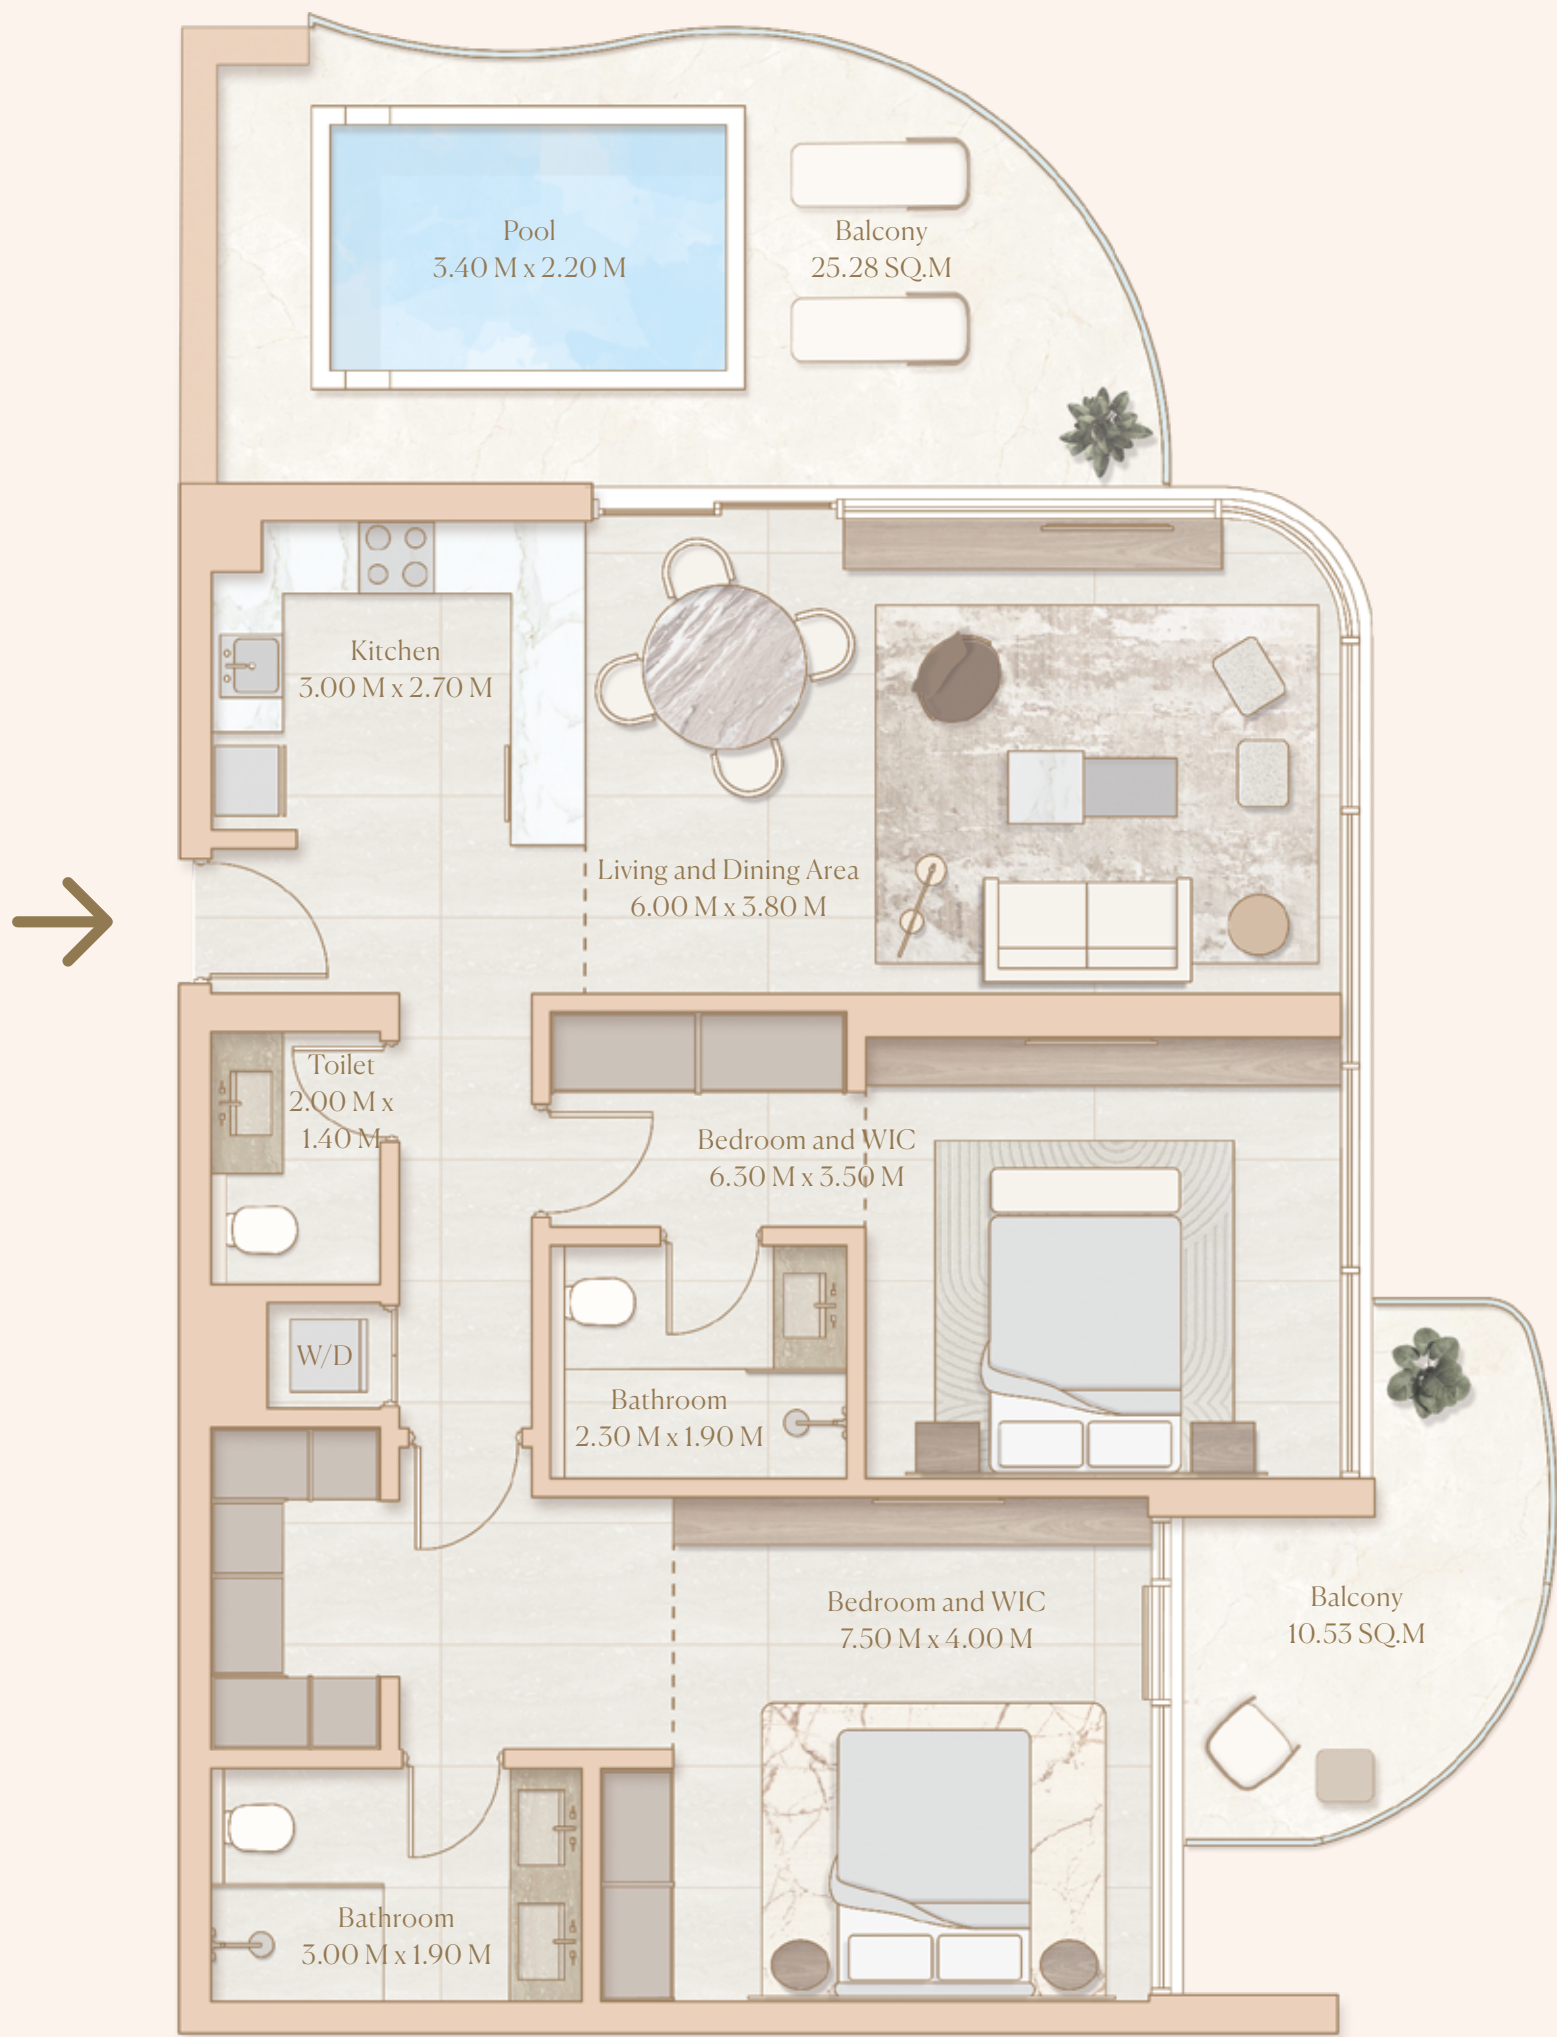 Pool
3.40 M x 2.20 M
Balcony
25.28 SQ.M
Kitchen
3.00 M x 2.70 M
Living and Dining Area
6.00 M x 3.80 M
Toilet
2.00 M x
1.40 M
Bedroom and WIC
6.30 M x 3.50 M
W/D
Bathroom
2.30 M x 1.90 M
Bedroom and WIC
7.50 M x 4.00 M
Balcony
10.53 SQ.M
Bathroom
3.00 M x 1.90 M